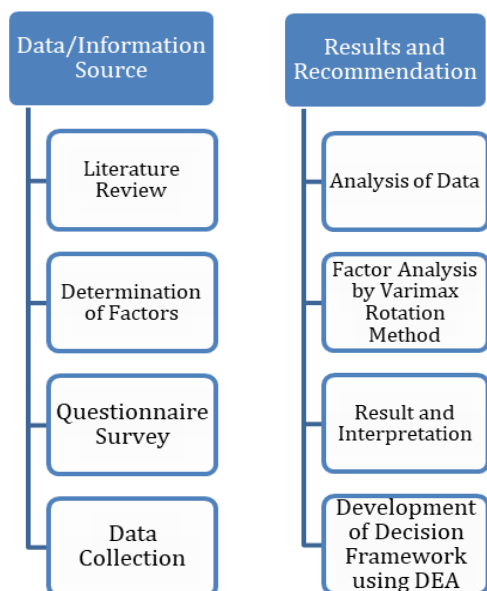 Data/Information
Source
Literature
Review
Determination
of Factors
Questionnaire
Survey
Data
Collection
Results and
Recommendation
Analysis of Data
Factor Analysis
by Varimax
Rotation
Method
Result and
Interpretation
Development
of Decision
Framework
using DEA